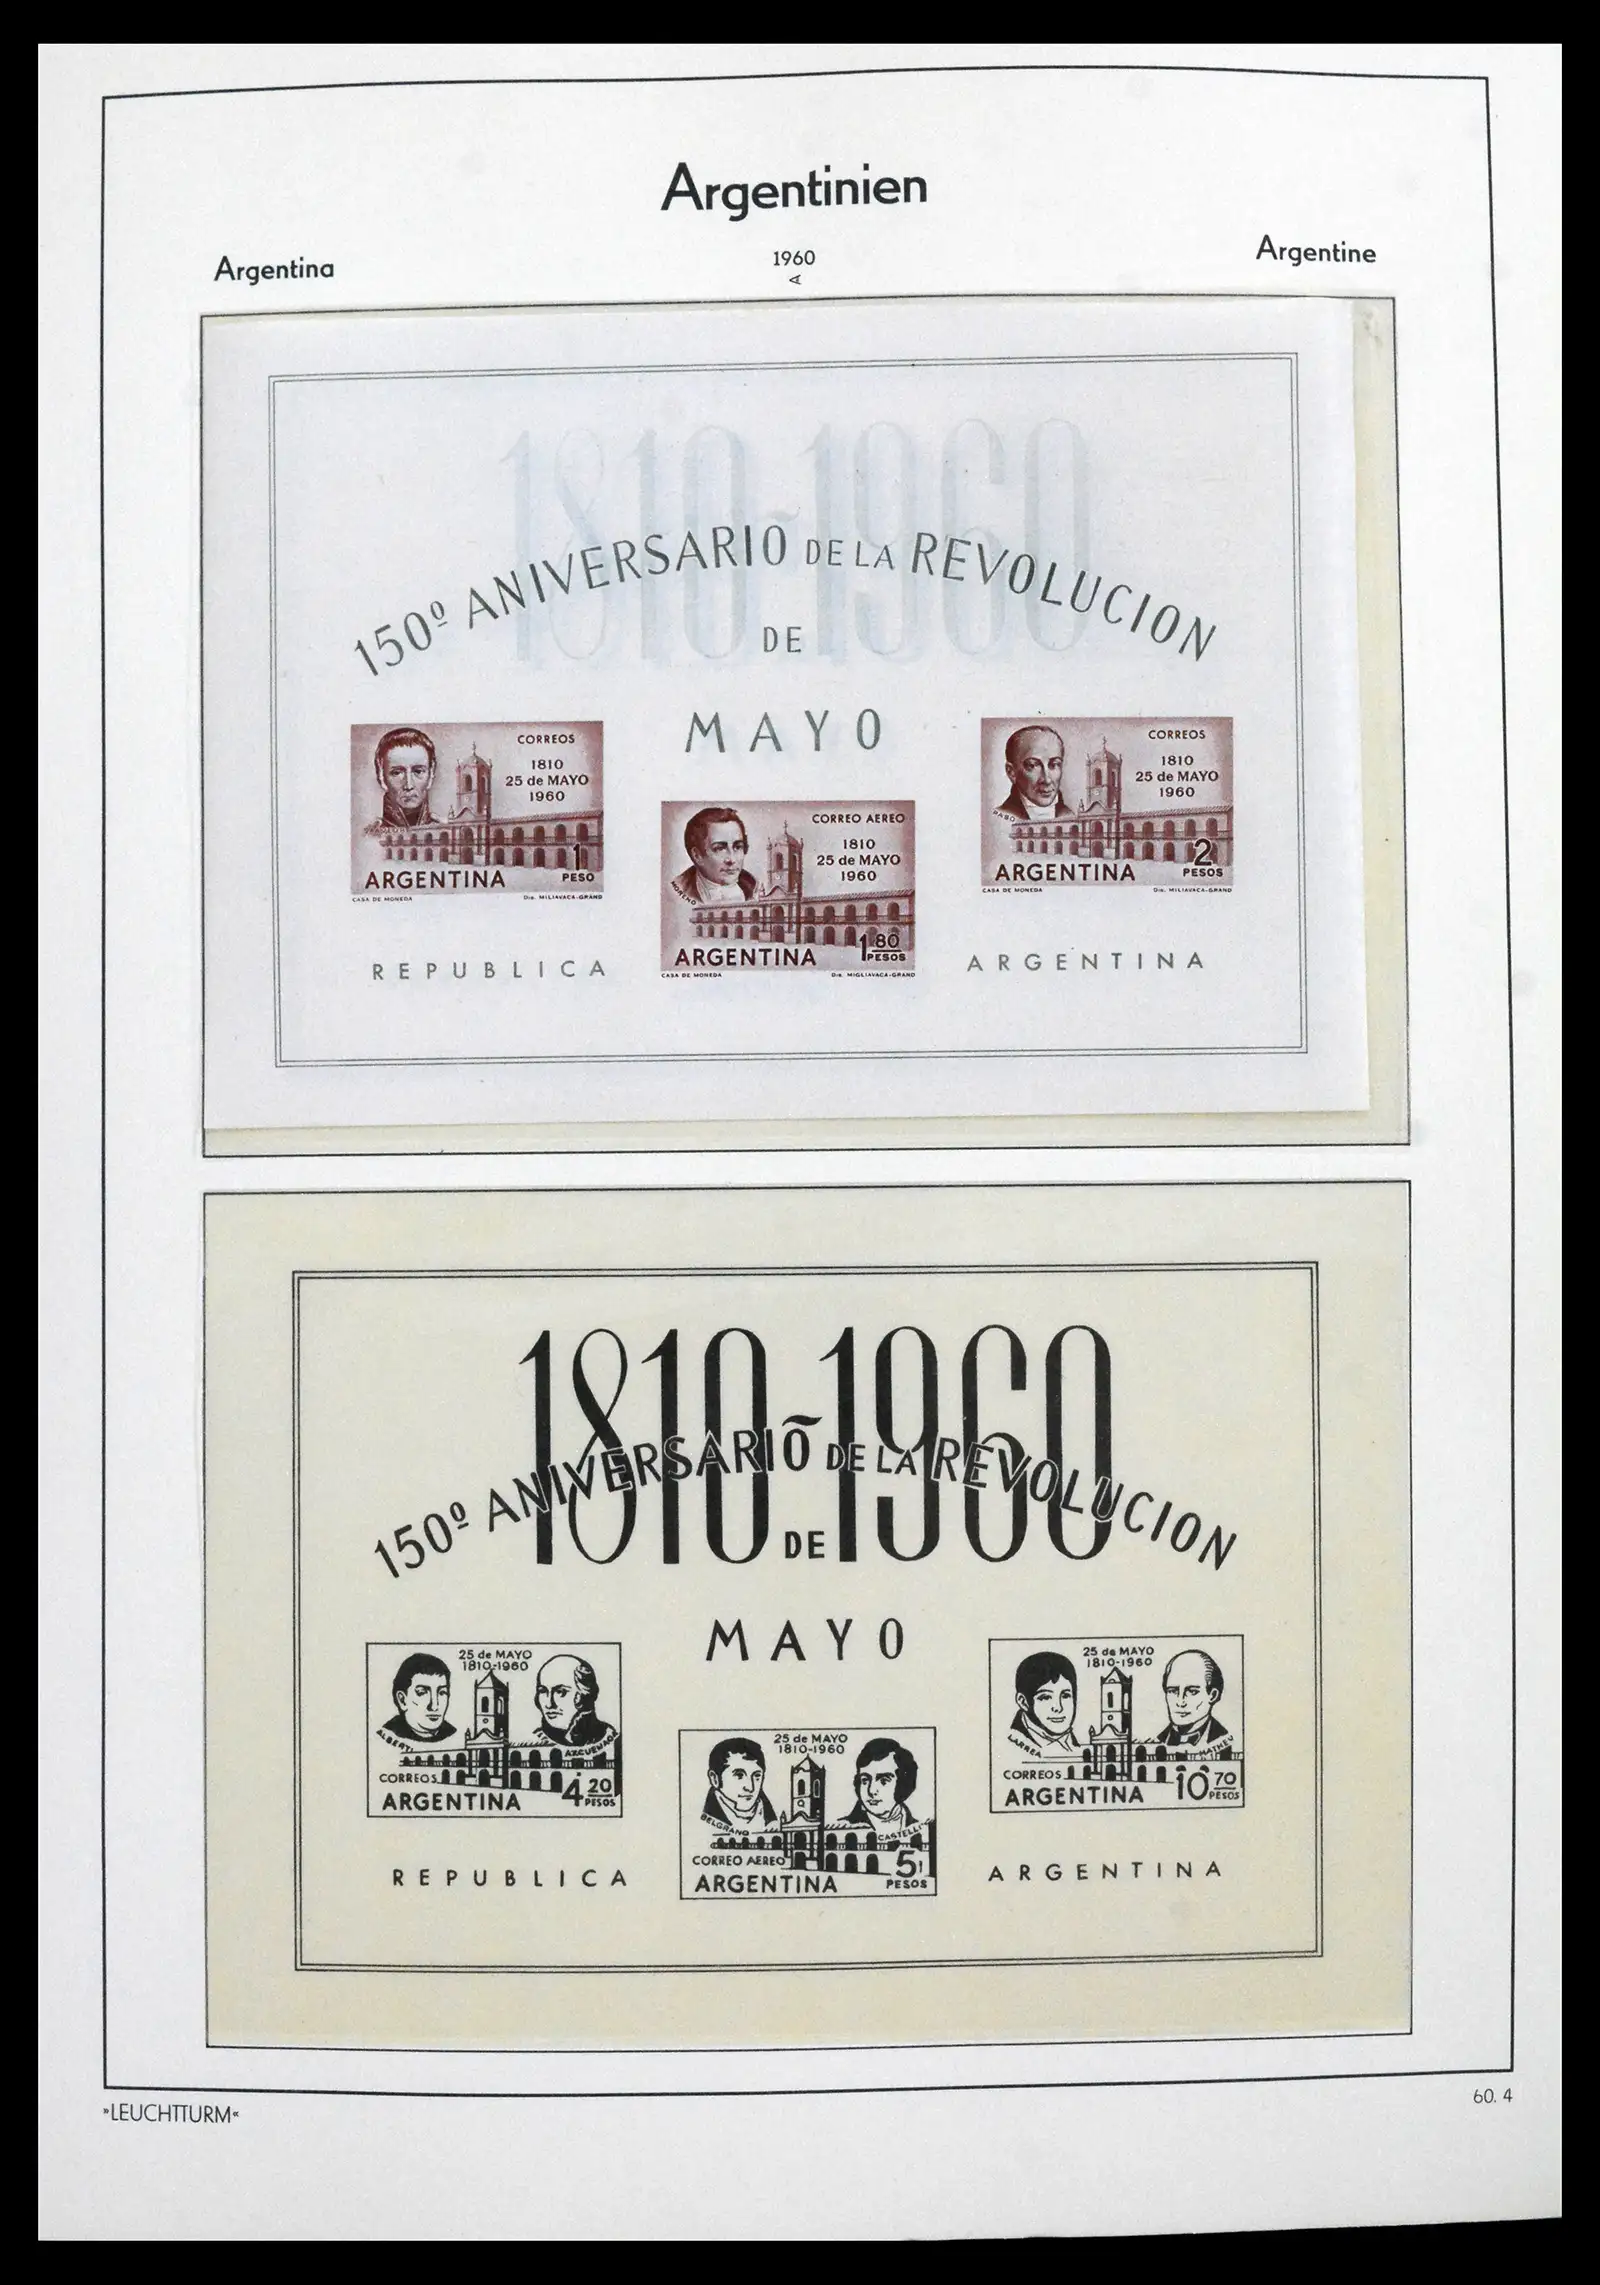 Argentinien
Argentina
1960
A
Argentine
1810-1960
150º ANIVERSARIO DE LA REVOLUCION
DE
MAYO
CORREOS
1810
25 de MAYO
1960
1
PESO
ARGENTINA
CASA DE MONEDA
Dis. MILIAVACA-GRAND
CORREO AEREO
1810
25 de MAYO
1960
MORENO
1.80
PESOS
ARGENTINA
CASA DE MONEDA
Dis. MIGLIAVACA-GRAND
CORREOS
1810
25 de MAYO
1960
PASO
2
PESOS
ARGENTINA
CASA DE MONEDA
Dis. MILIAVACA-GRAND
REPUBLICA
ARGENTINA
1810-1960
150º ANIVERSARIO DE LA REVOLUCION
DE
MAYO
25 de MAYO
1810-1960
ALBERTI
AZCUENAGA
CORREOS
4 20
PESOS
ARGENTINA
25 de MAYO
1810-1960
BELGRANO
CASTELLI
CORREO AEREO
5
PESOS
ARGENTINA
25 de MAYO
1810-1960
LARREA
MATHEU
CORREOS
10 70
PESOS
ARGENTINA
REPUBLICA
ARGENTINA
»LEUCHTTURM«
60. 4